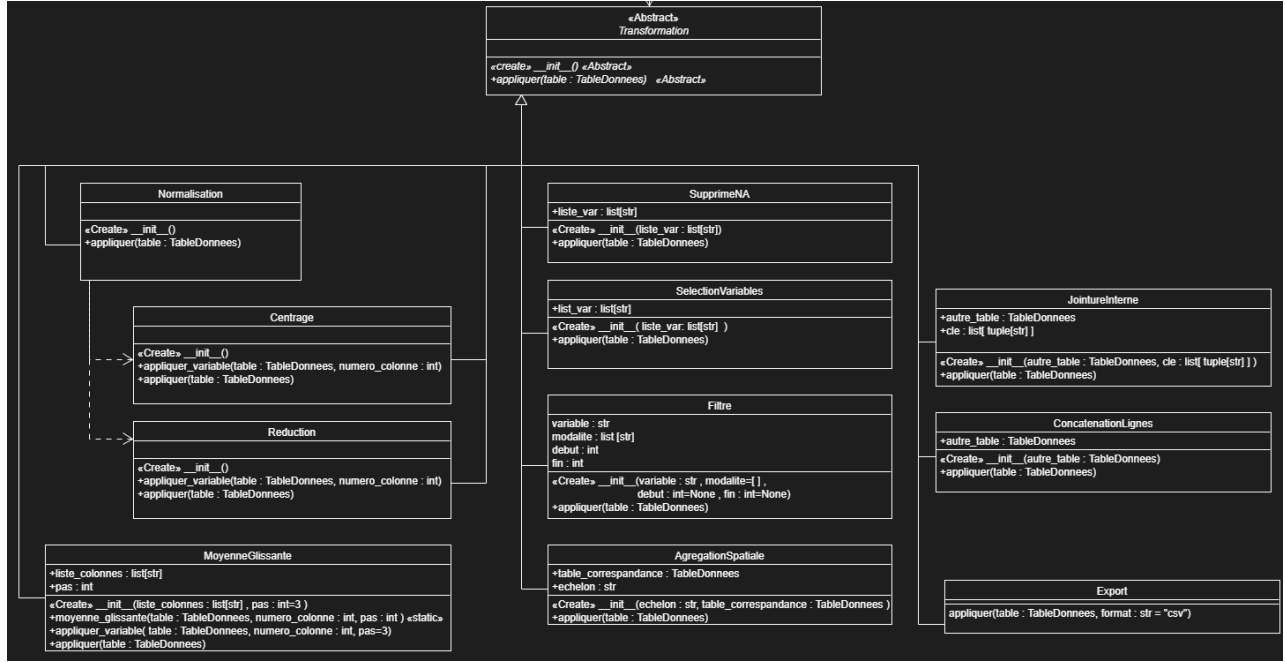 «Abstract»
Transformation
«create» __init__() «Abstract»
+appliquer(table : TableDonnees) «Abstract»
Normalisation
«Create» __init__()
+appliquer(table : TableDonnees)
Centrage
«Create» __init__()
+appliquer_variable(table : TableDonnees, numero_colonne : int)
+appliquer(table : TableDonnees)
Reduction
«Create» __init__()
+appliquer_variable(table : TableDonnees, numero_colonne : int)
+appliquer(table : TableDonnees)
MoyenneGlissante
+liste_colonnes : list[str]
+pas : int
«Create» __init__(liste_colonnes : list[str] , pas : int=3 )
+moyenne_glissante(table : TableDonnees, numero_colonne : int, pas : int ) «static»
+appliquer_variable( table : TableDonnees, numero_colonne : int, pas=3)
+appliquer(table : TableDonnees)
SupprimeNA
+liste_var : list[str]
«Create» __init__(liste_var : list[str])
+appliquer(table : TableDonnees)
SelectionVariables
+list_var : list[str]
«Create» __init__( liste_var: list[str] )
+appliquer(table : TableDonnees)
Filtre
variable : str
modalite : list [str]
debut : int
fin : int
«Create» __init__(variable : str , modalite=[ ] ,
debut : int=None , fin : int=None)
+appliquer(table : TableDonnees)
AgregationSpatiale
+table_correspandance : TableDonnees
+echelon : str
«Create» __init__(echelon : str, table_correspandance : TableDonnees )
+appliquer(table : TableDonnees)
JointureInterne
+autre_table : TableDonnees
+cle : list[ tuple[str] ]
«Create» __init__(autre_table : TableDonnees, cle : list[ tuple[str] ] )
+appliquer(table : TableDonnees)
ConcatenationLignes
+autre_table : TableDonnees
«Create» __init__(autre_table : TableDonnees)
+appliquer(table : TableDonnees)
Export
appliquer(table : TableDonnees, format : str = "csv")